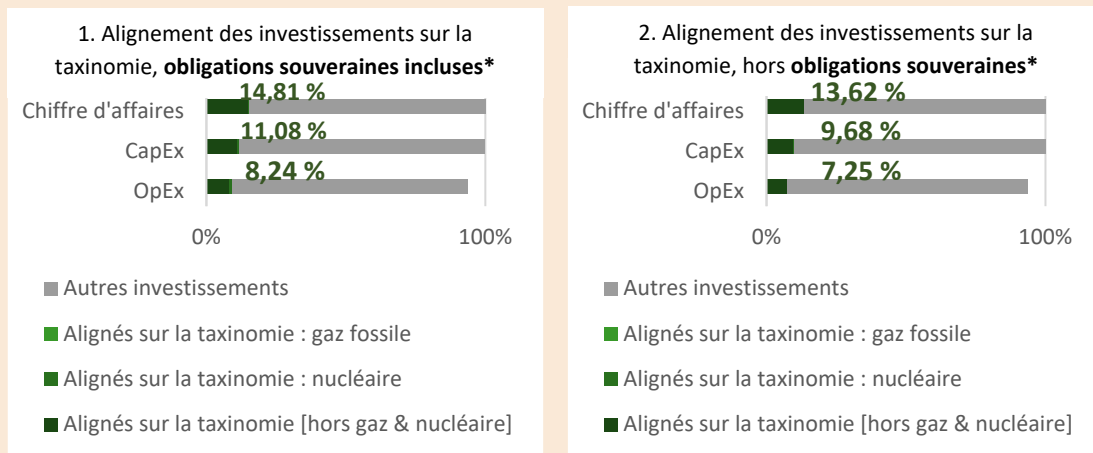 1. Alignement des investissements sur la
taxinomie, obligations souveraines incluses*
14,81 %
Chiffre d'affaires
11,08 %
CapEx
8,24 %
OpEx
0%
100%
Autres investissements
Alignés sur la taxinomie : gaz fossile
Alignés sur la taxinomie : nucléaire
Alignés sur la taxinomie [hors gaz & nucléaire]
2. Alignement des investissements sur la
taxinomie, hors obligations souveraines*
13,62 %
Chiffre d'affaires
9,68 %
CapEx
7,25 %
OpEx
0%
100%
Autres investissements
Alignés sur la taxinomie : gaz fossile
Alignés sur la taxinomie : nucléaire
Alignés sur la taxinomie [hors gaz & nucléaire]